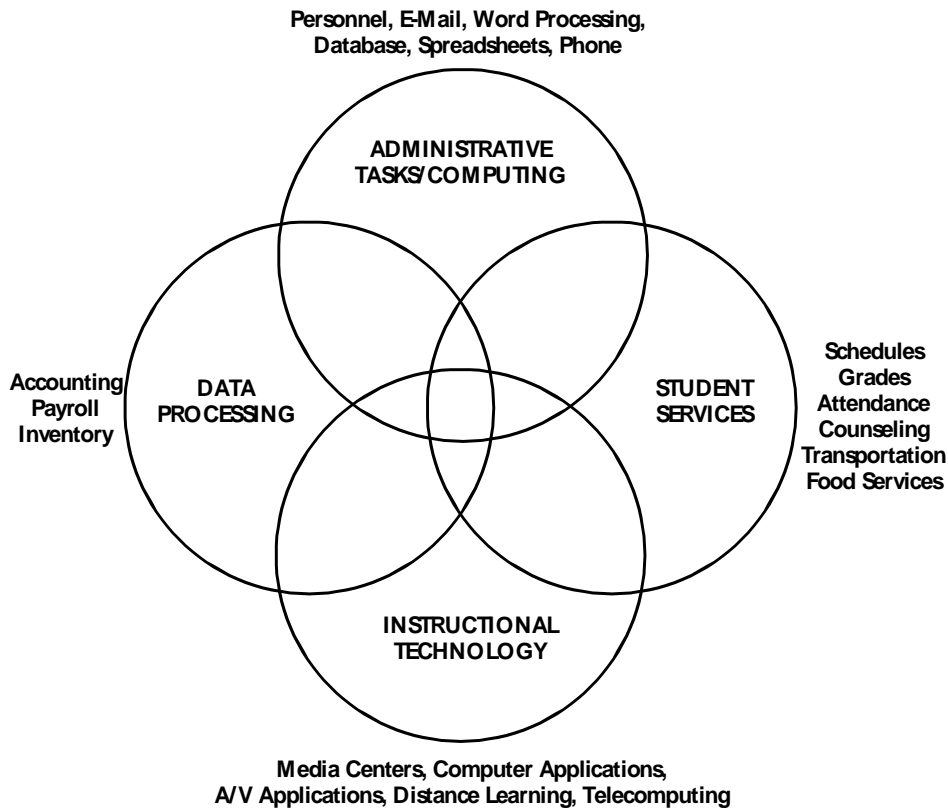 Personnel, E-Mail, Word Processing,
Database, Spreadsheets, Phone
ADMINISTRATIVE
TASKS/COMPUTING
Accounting
Payroll
Inventory
DATA
PROCESSING
STUDENT
SERVICES
Schedules
Grades
Attendance
Counseling
Transportation
Food Services
INSTRUCTIONAL
TECHNOLOGY
Media Centers, Computer Applications,
A/V Applications, Distance Learning, Telecomputing